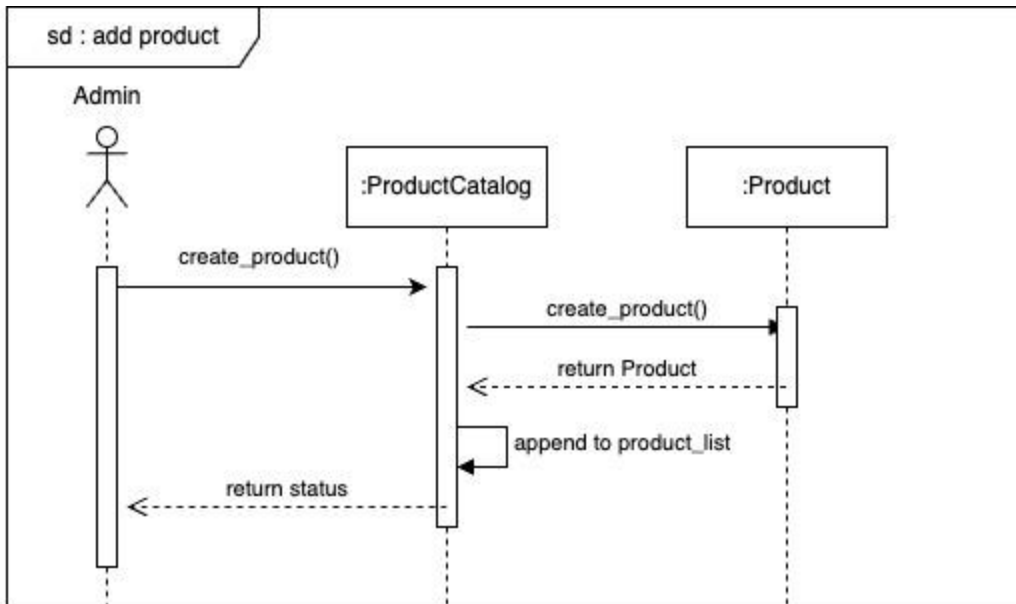 sd : add product
Admin
:ProductCatalog
:Product
create_product()
create_product()
return Product
append to product_list
return status